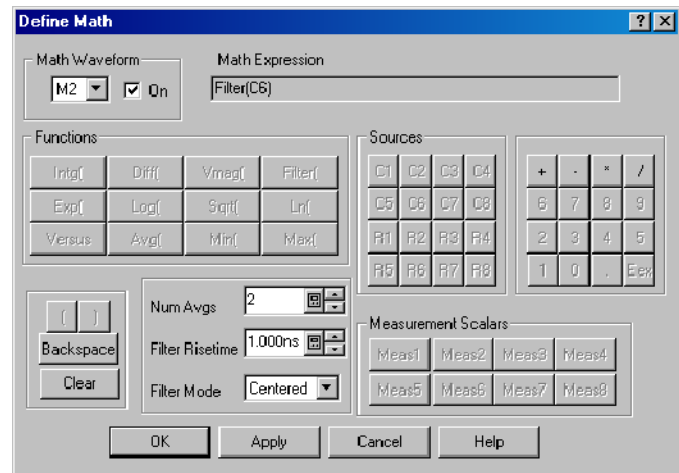 Define Math
Math Waveform
M2
On
Math Expression
Filter(C6)
Functions
Intg( Diff( Vmag( Filter(
Exp( Log( Sqrt( Ln(
Versus Avg( Min( Max(
Sources
C1 C2 C3 C4
C5 C6 C7 C8
R1 R2 R3 R4
R5 R6 R7 R8
+ - * /
6 7 8 9
2 3 4 5
1 0 . Eex
( )
Backspace
Clear
Num Avgs 2
Filter Risetime 1.000ns
Filter Mode Centered
Measurement Scalars
Meas1 Meas2 Meas3 Meas4
Meas5 Meas6 Meas7 Meas8
OK Apply Cancel Help